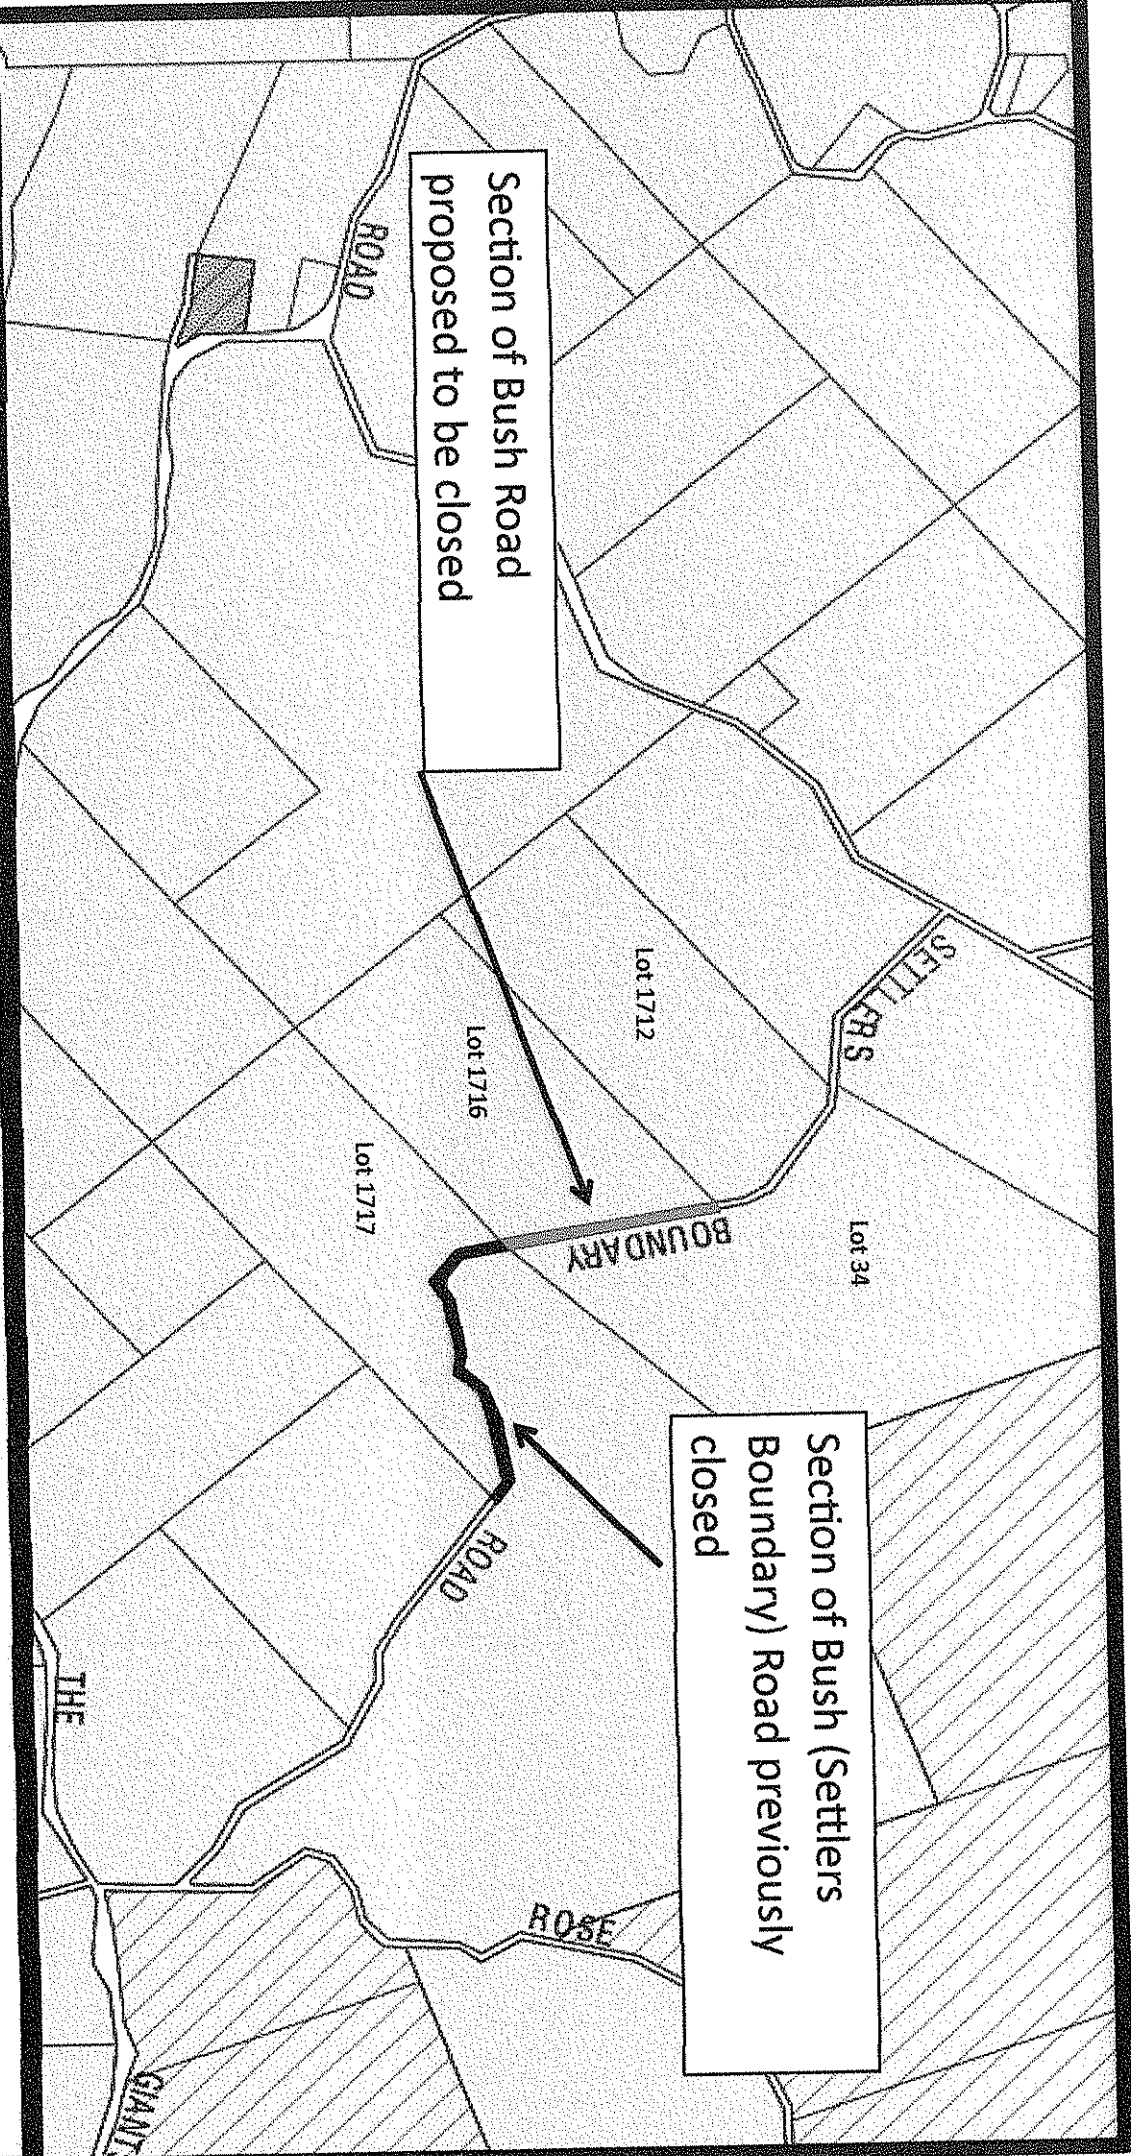 Section of Bush Road
proposed to be closed
Section of Bush (Settlers
Boundary) Road previously
closed
ROAD
SETTLERS
BOUNDARY
ROAD
Lot 34
Lot 1712
Lot 1716
Lot 1717
ROSE
THE
GIANT